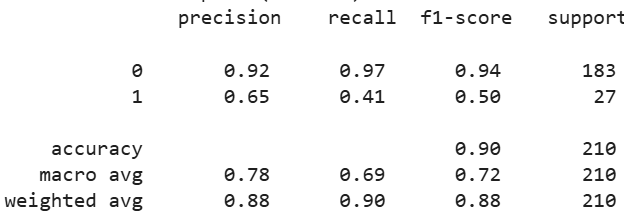 precision recall f1-score support
0 0.92 0.97 0.94 183
1 0.65 0.41 0.50 27
accuracy 0.90 210
macro avg 0.78 0.69 0.72 210
weighted avg 0.88 0.90 0.88 210